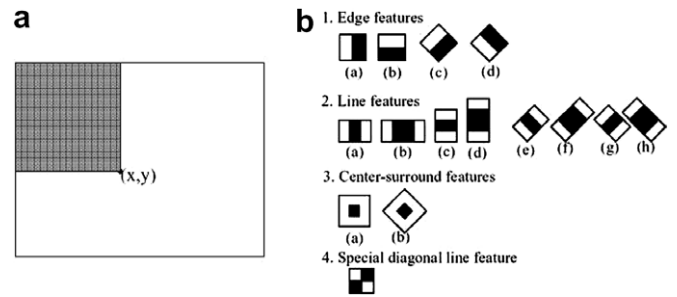 a
(x,y)
b
1. Edge features
(a) (b) (c) (d)
2. Line features
(a) (b) (c) (d) (e) (f) (g) (h)
3. Center-surround features
(a) (b)
4. Special diagonal line feature